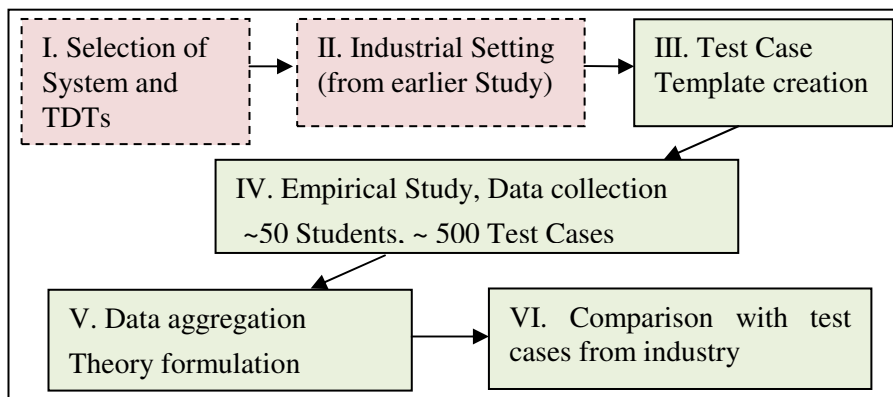 I. Selection of
System and
TDTs
II. Industrial Setting
(from earlier Study)
III. Test Case
Template creation
IV. Empirical Study, Data collection
~50 Students, ~ 500 Test Cases
V. Data aggregation
Theory formulation
VI. Comparison with test
cases from industry